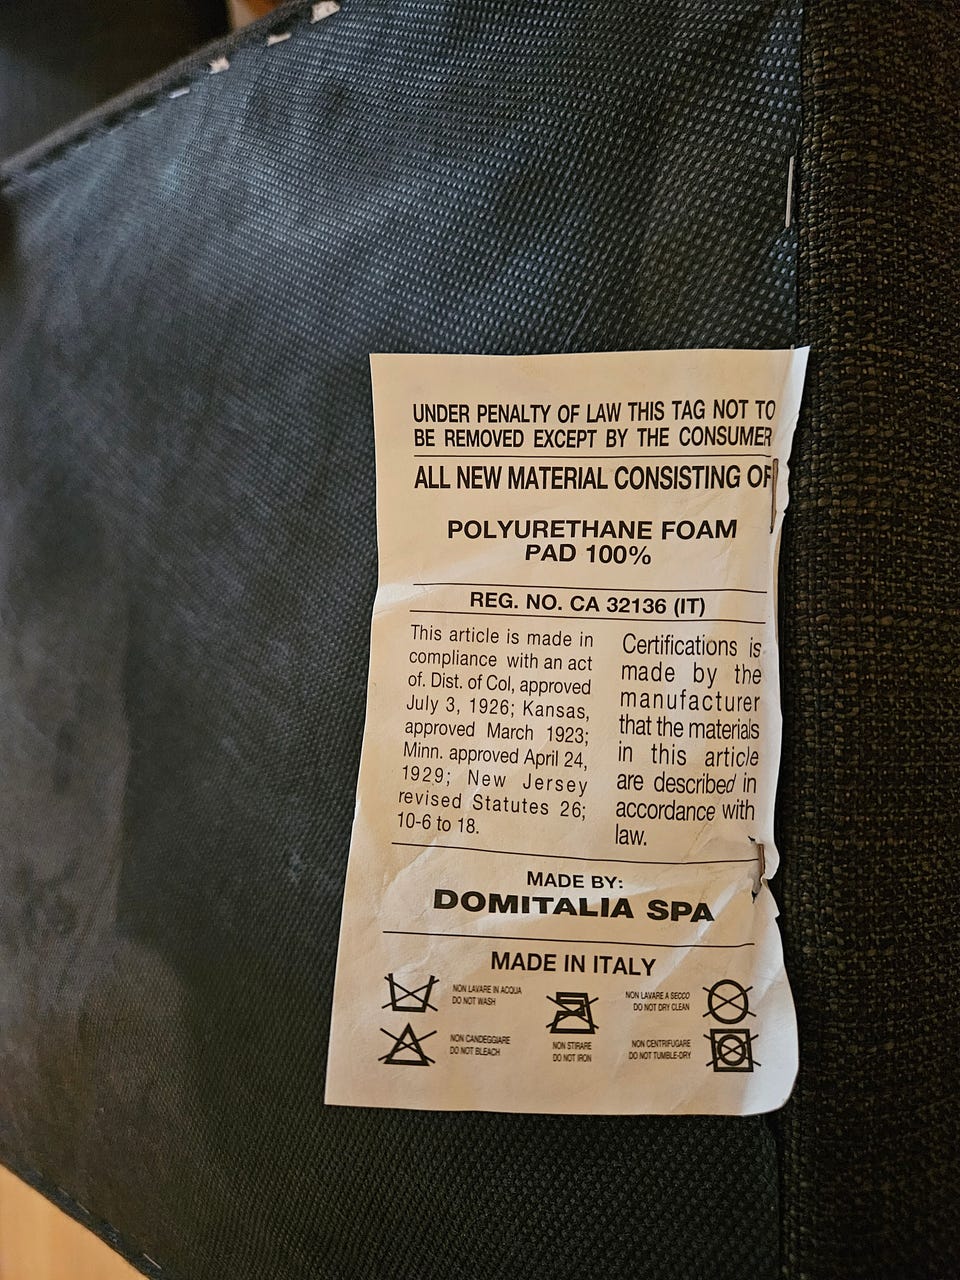 UNDER PENALTY OF LAW THIS TAG NOT TO
BE REMOVED EXCEPT BY THE CONSUMER
ALL NEW MATERIAL CONSISTING OF
POLYURETHANE FOAM
PAD 100%
REG. NO. CA 32136 (IT)
This article is made in
compliance with an act
of. Dist. of Col, approved
July 3, 1926; Kansas,
approved March 1923;
Minn. approved April 24,
1929; New Jersey
revised Statutes 26;
10-6 to 18.
Certifications is
made by the
manufacturer
that the materials
in this article
are described in
accordance with
law.
MADE BY:
DOMITALIA SPA
MADE IN ITALY
NON LAVARE IN ACQUA
DO NOT WASH
NON CANDEGGIARE
DO NOT BLEACH
NON STIRARE
DO NOT IRON
NON LAVARE A SECCO
DO NOT DRY CLEAN
NON CENTRIFUGARE
DO NOT TUMBLE-DRY